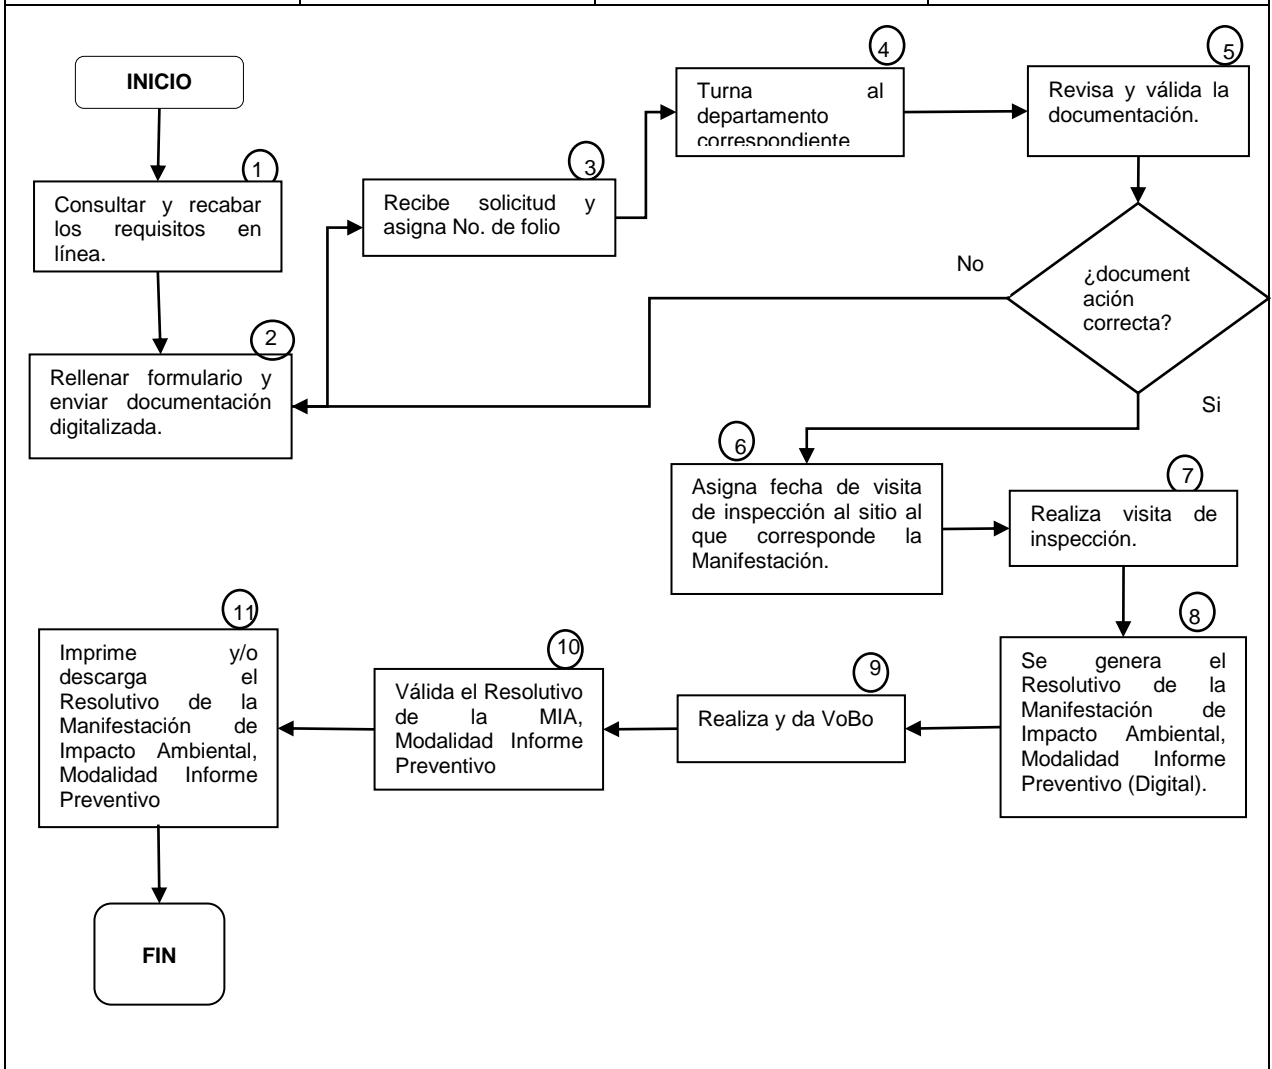 INICIO
1
Consultar y recabar
los requisitos en
línea.
2
Rellenar formulario y
enviar documentación
digitalizada.
3
Recibe solicitud y
asigna No. de folio
4
Turna al
departamento
correspondiente
5
Revisa y válida la
documentación.
¿document
ación
correcta?
No
Si
6
Asigna fecha de visita
de inspección al sitio al
que corresponde la
Manifestación.
7
Realiza visita de
inspección.
8
Se genera el
Resolutivo de la
Manifestación de
Impacto Ambiental,
Modalidad Informe
Preventivo (Digital).
9
Realiza y da VoBo
10
Válida el Resolutivo
de la MIA,
Modalidad Informe
Preventivo
11
Imprime y/o
descarga el
Resolutivo de la
Manifestación de
Impacto Ambiental,
Modalidad Informe
Preventivo
FIN